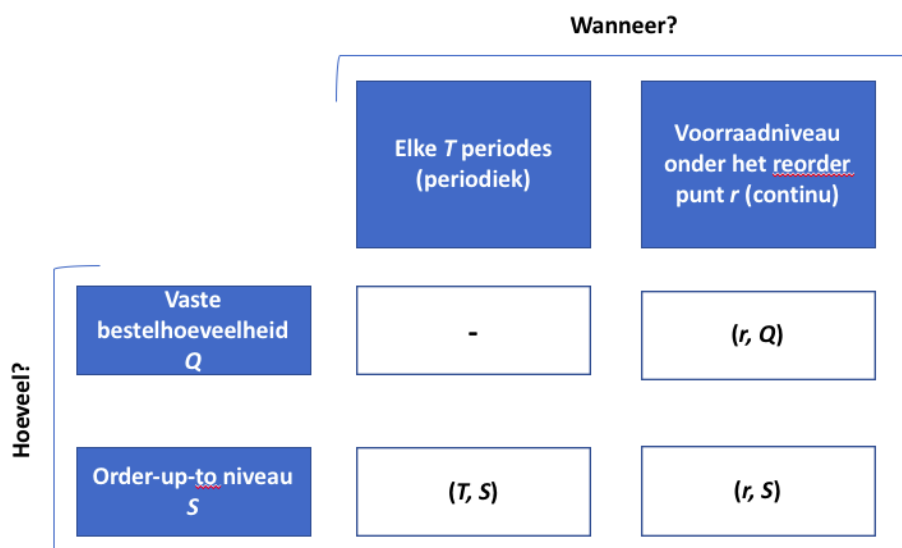 Wanneer?
Elke T periodes
(periodiek)
Voorraadniveau
onder het reorder
punt r (continu)
Hoeveel?
Vaste
bestelhoeveelheid
Q
-
(r, Q)
Order-up-to niveau
S
(T, S)
(r, S)